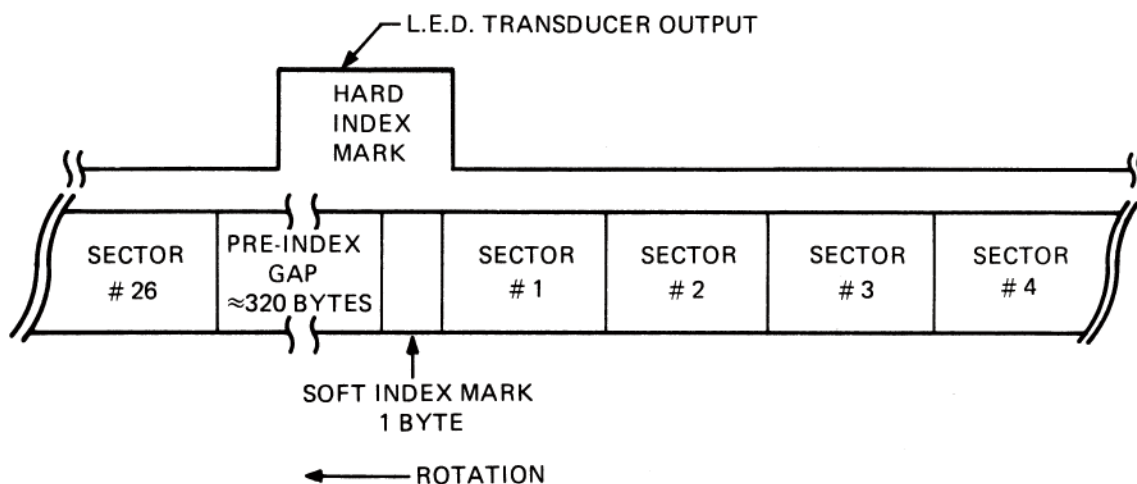 L.E.D. TRANSDUCER OUTPUT
HARD
INDEX
MARK
SECTOR
# 26
PRE-INDEX
GAP
≈320 BYTES
SECTOR
# 1
SECTOR
# 2
SECTOR
# 3
SECTOR
# 4
SOFT INDEX MARK
1 BYTE
ROTATION